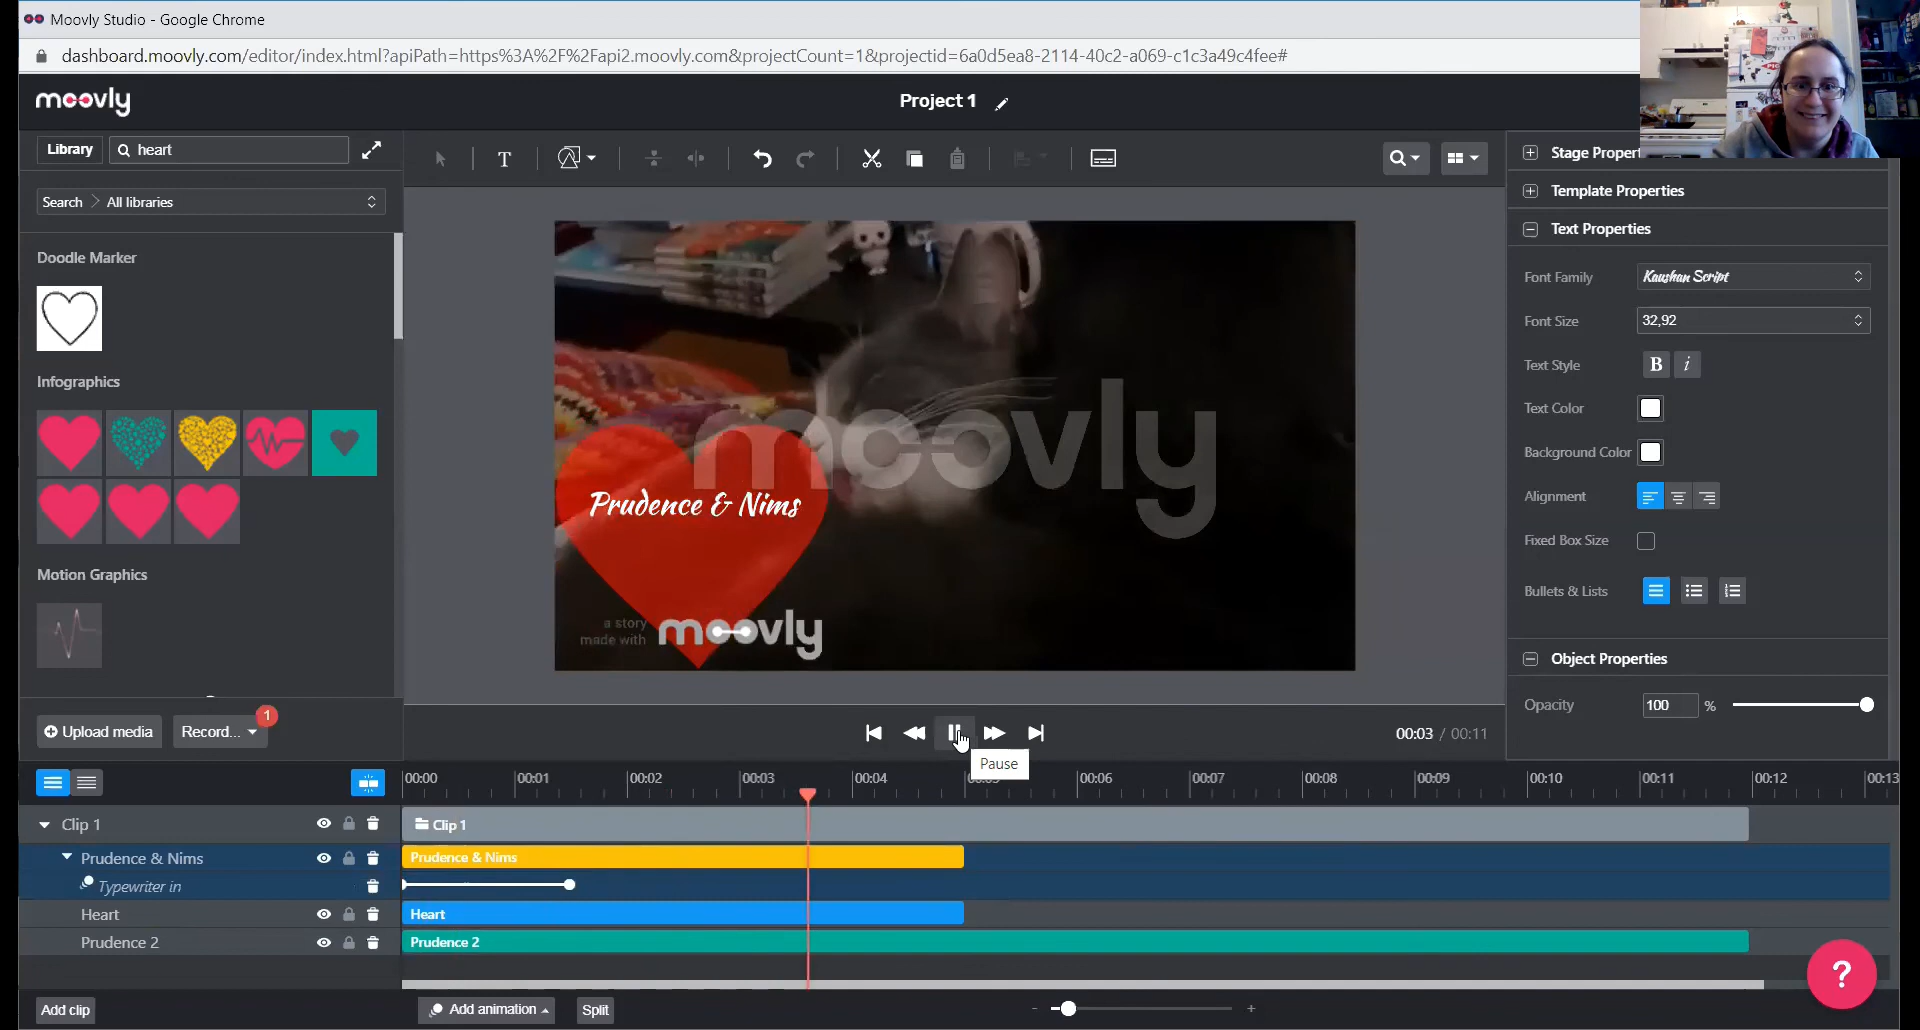 Moovly Studio - Google Chrome
dashboard.moovly.com/editor/index.html?apiPath=https%3A%2F%2Fapi2.moovly.com&projectCount=1&projectid=6a0d5ea8-2114-40c2-a069-c1c3a49c4fee#
moovly
Project 1
Library
heart
Search
All libraries
Doodle Marker
Infographics
Motion Graphics
Upload media
Record...
1
T
moovly
Prudence & Nims
a story
made with
moovly
Pause
00:03 / 00:11
Template Properties
Text Properties
Font Family
Kaushan Script
Font Size
32,92
Text Style
B
i
Text Color
Background Color
Alignment
Fixed Box Size
Bullets & Lists
Object Properties
Opacity
100
%
00:00
00:01
00:02
00:03
00:04
00:06
00:07
00:08
00:09
00:10
00:11
00:12
00:13
Clip 1
Clip 1
Prudence & Nims
Prudence & Nims
Typewriter in
Heart
Heart
Prudence 2
Prudence 2
Add clip
Add animation
Split
- +
?